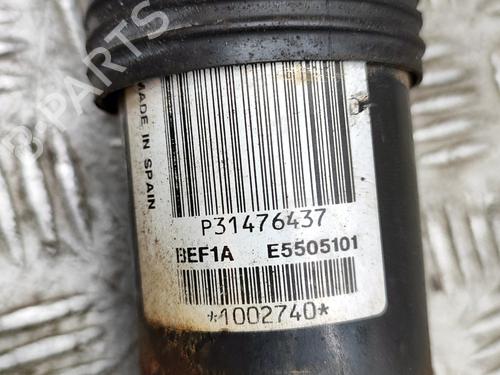 MADE IN SPAIN
P31476437
BEF1A E5505101
*1002740*